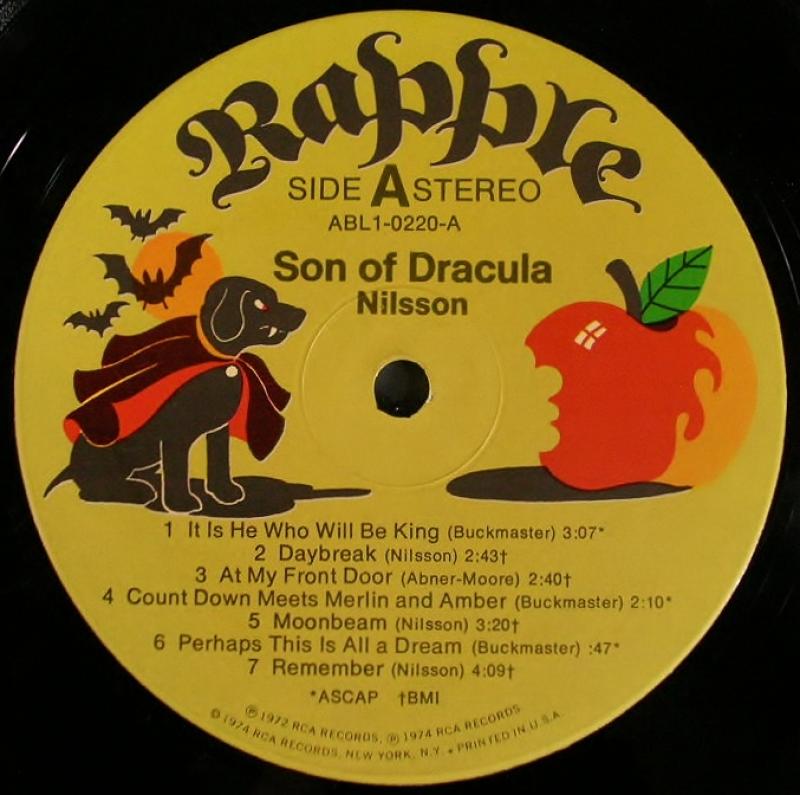 Rapple
SIDE A STEREO
ABL1-0220-A
Son of Dracula
Nilsson
1 It Is He Who Will Be King (Buckmaster) 3:07*
2 Daybreak (Nilsson) 2:43†
3 At My Front Door (Abner-Moore) 2:40†
4 Count Down Meets Merlin and Amber (Buckmaster) 2:10*
5 Moonbeam (Nilsson) 3:20†
6 Perhaps This Is All a Dream (Buckmaster) :47*
7 Remember (Nilsson) 4:09†
*ASCAP †BMI
℗ 1972 RCA RECORDS, ℗ 1974 RCA RECORDS
© 1974 RCA RECORDS, NEW YORK, N.Y. • PRINTED IN U.S.A.